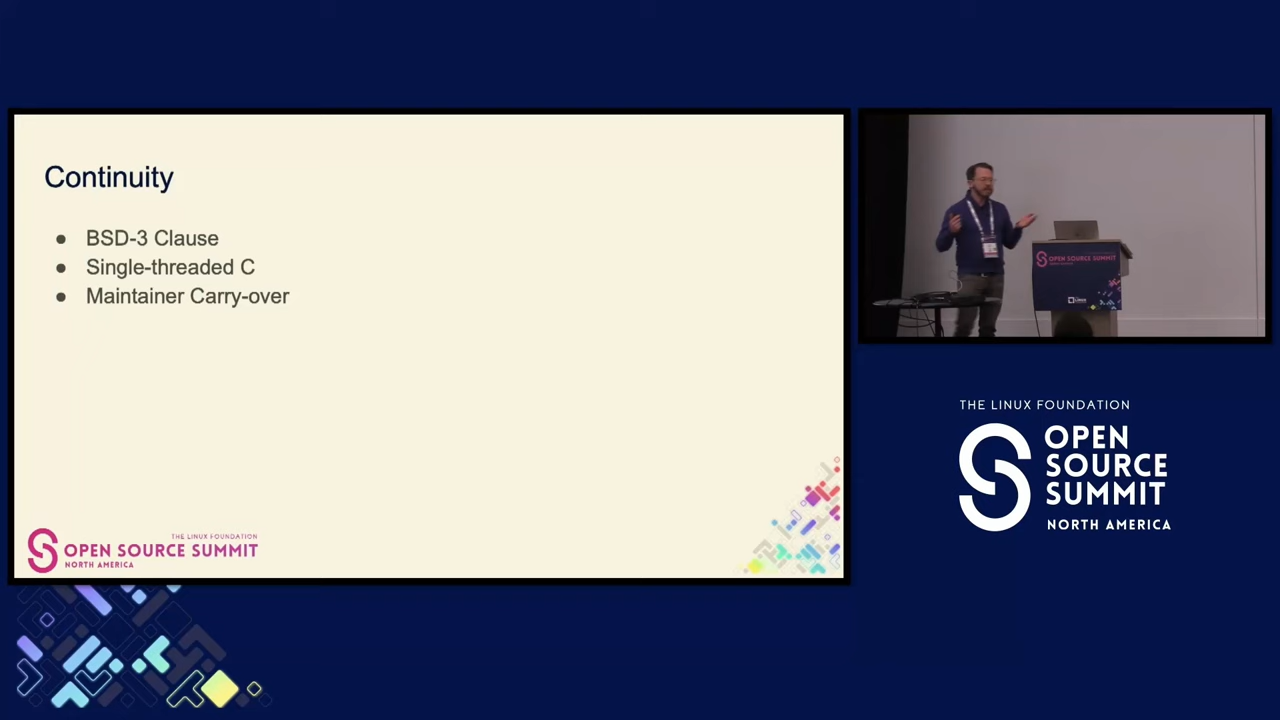 Continuity
BSD-3 Clause
Single-threaded C
Maintainer Carry-over
THE LINUX FOUNDATION
OPEN SOURCE SUMMIT
NORTH AMERICA
OPEN SOURCE SUMMIT
THE LINUX FOUNDATION
OPEN
SOURCE
SUMMIT
NORTH AMERICA